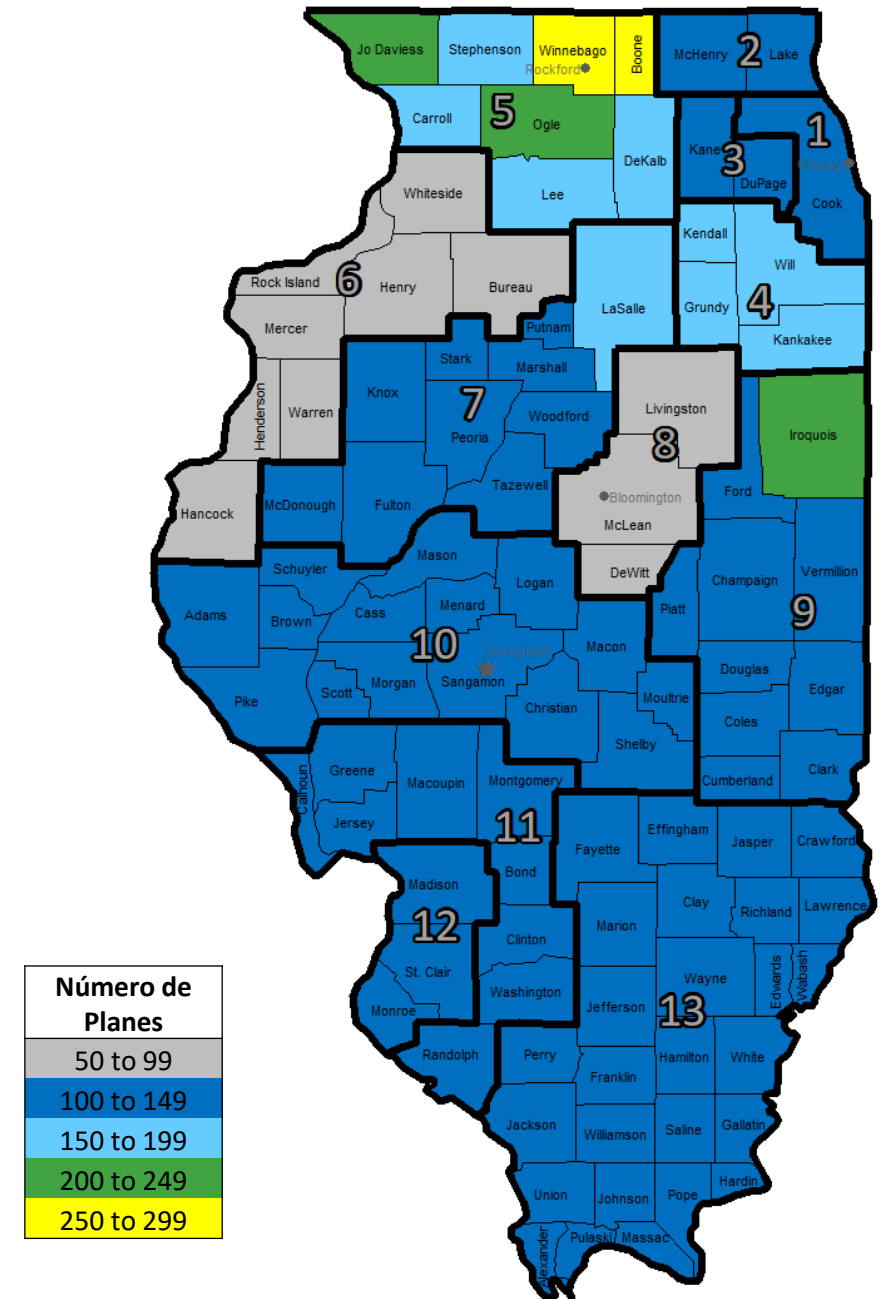 Jo Daviess
Stephenson
Winnebago
Rockford
Boone
McHenry
2
Lake
Carroll
5
Ogle
DeKalb
Kane
3
1
Chicago
DuPage
Cook
Whiteside
Lee
Kendall
Will
Rock Island
6
Henry
Bureau
LaSalle
Grundy
4
Mercer
Putnam
Kankakee
Stark
Marshall
Knox
7
Henderson
Warren
Peoria
Woodford
Livingston
8
Iroquois
Hancock
McDonough
Fulton
Tazewell
Bloomington
McLean
Ford
Mason
Schuyler
Logan
DeWitt
Champaign
Vermillion
Adams
Brown
Cass
Menard
Piatt
9
10
Springfield
Macon
Pike
Scott
Morgan
Sangamon
Christian
Moultrie
Douglas
Edgar
Shelby
Coles
Calhoun
Greene
Macoupin
Montgomery
Cumberland
Clark
Jersey
11
Fayette
Effingham
Jasper
Crawford
Madison
Bond
12
Marion
Clay
Richland
Lawrence
Clinton
St. Clair
Wayne
Edwards
Wabash
Monroe
Washington
Jefferson
13
Randolph
Perry
Hamilton
White
Franklin
Jackson
Williamson
Saline
Gallatin
Union
Johnson
Pope
Hardin
Alexander
Pulaski
Massac
Número de
Planes
50 to 99
100 to 149
150 to 199
200 to 249
250 to 299